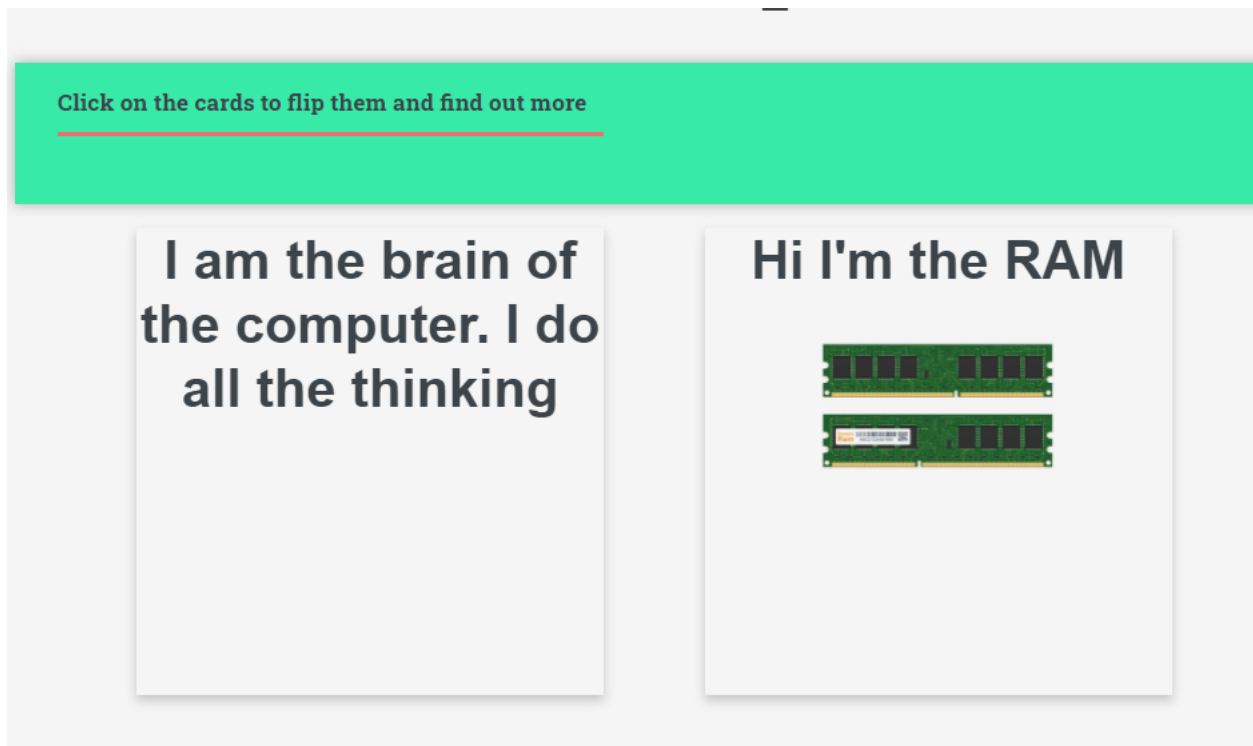 Click on the cards to flip them and find out more
I am the brain of
the computer. I do
all the thinking
Hi I'm the RAM